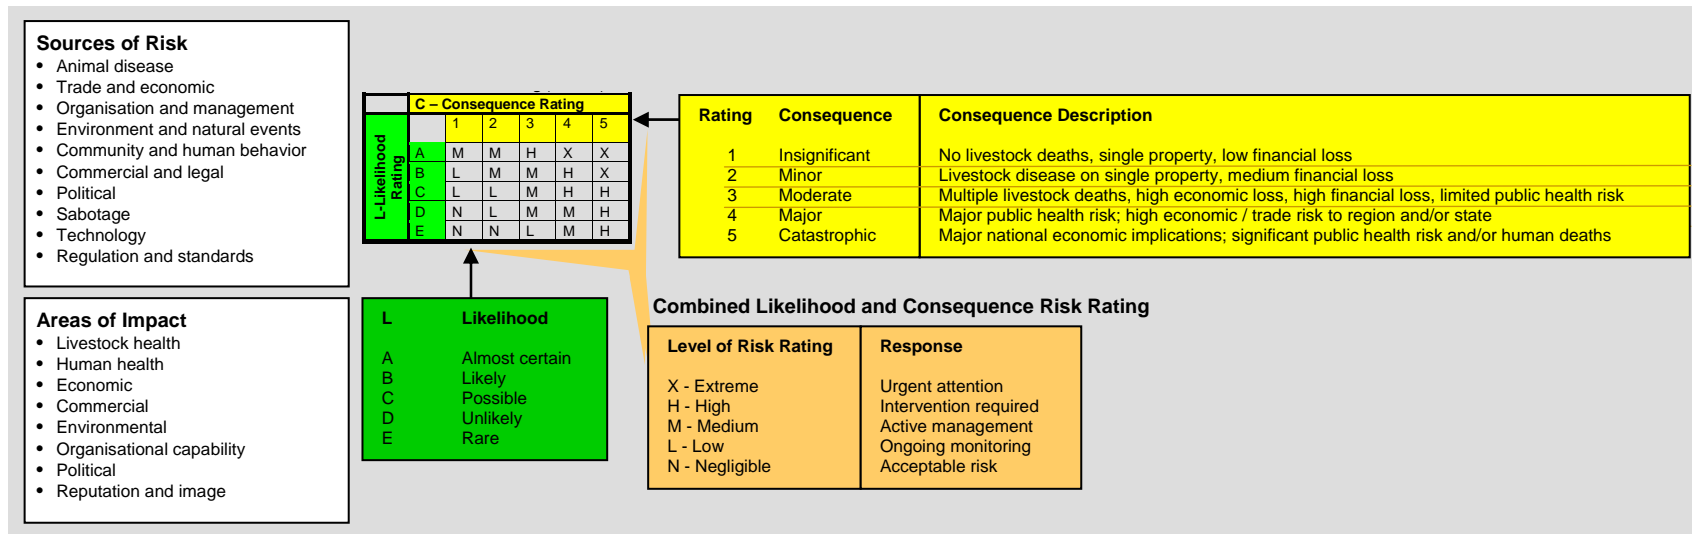 Sources of Risk
• Animal disease
• Trade and economic
• Organisation and management
• Environment and natural events
• Community and human behavior
• Commercial and legal
• Political
• Sabotage
• Technology
• Regulation and standards
Areas of Impact
• Livestock health
• Human health
• Economic
• Commercial
• Environmental
• Organisational capability
• Political
• Reputation and image
C – Consequence Rating
L-Likelihood
Rating
1 2 3 4 5
A M M H X X
B L M M H X
C L L M H H
D N L M M H
E N N L M H
L Likelihood
A Almost certain
B Likely
C Possible
D Unlikely
E Rare
Rating Consequence Consequence Description
1 Insignificant No livestock deaths, single property, low financial loss
2 Minor Livestock disease on single property, medium financial loss
3 Moderate Multiple livestock deaths, high economic loss, high financial loss, limited public health risk
4 Major Major public health risk; high economic / trade risk to region and/or state
5 Catastrophic Major national economic implications; significant public health risk and/or human deaths
Combined Likelihood and Consequence Risk Rating
Level of Risk Rating Response
X - Extreme Urgent attention
H - High Intervention required
M - Medium Active management
L - Low Ongoing monitoring
N - Negligible Acceptable risk